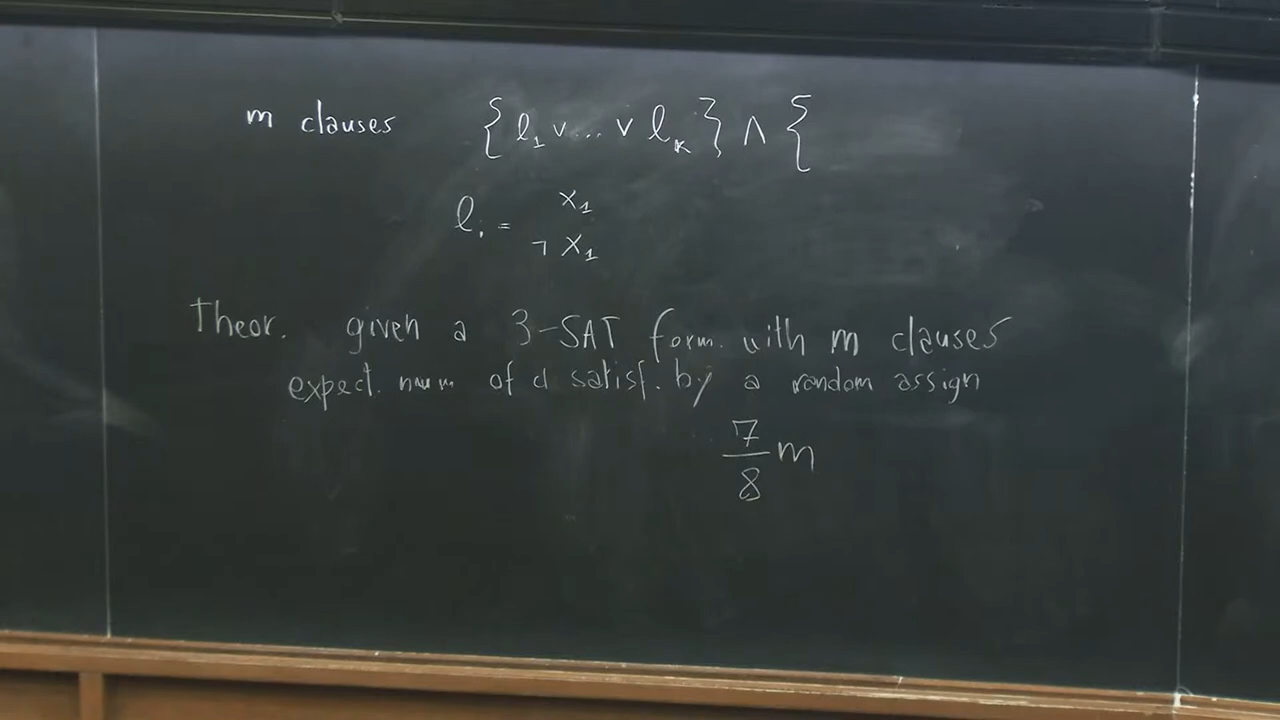 m clauses {ℓ₁ ∨ ... ∨ ℓₖ} ∧ {
ℓᵢ = x₁
¬ x₁
Theor. given a 3-SAT form. with m clauses
expect. num of cl satisf. by a random assign
7/8 m